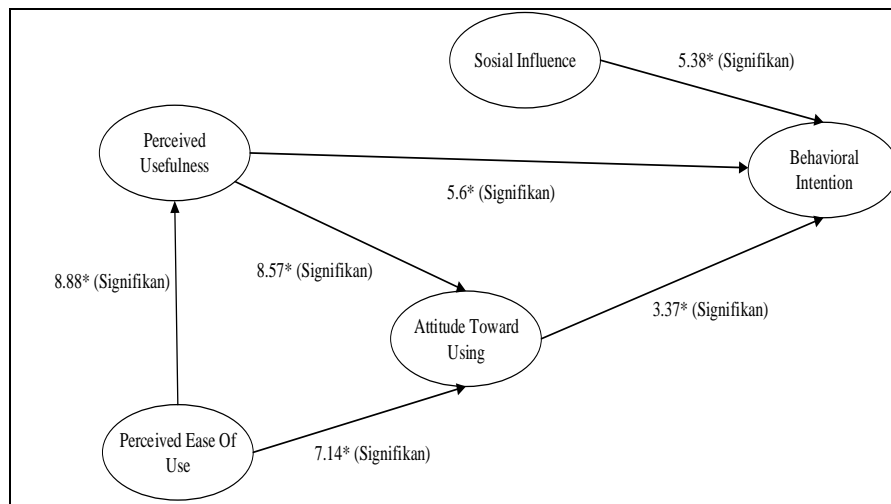 Sosial Influence
5.38* (Signifikan)
Perceived
Usefulness
Behavioral
Intention
5.6* (Signifikan)
8.88* (Signifikan)
8.57* (Signifikan)
Attitude Toward
Using
3.37* (Signifikan)
Perceived Ease Of
Use
7.14* (Signifikan)